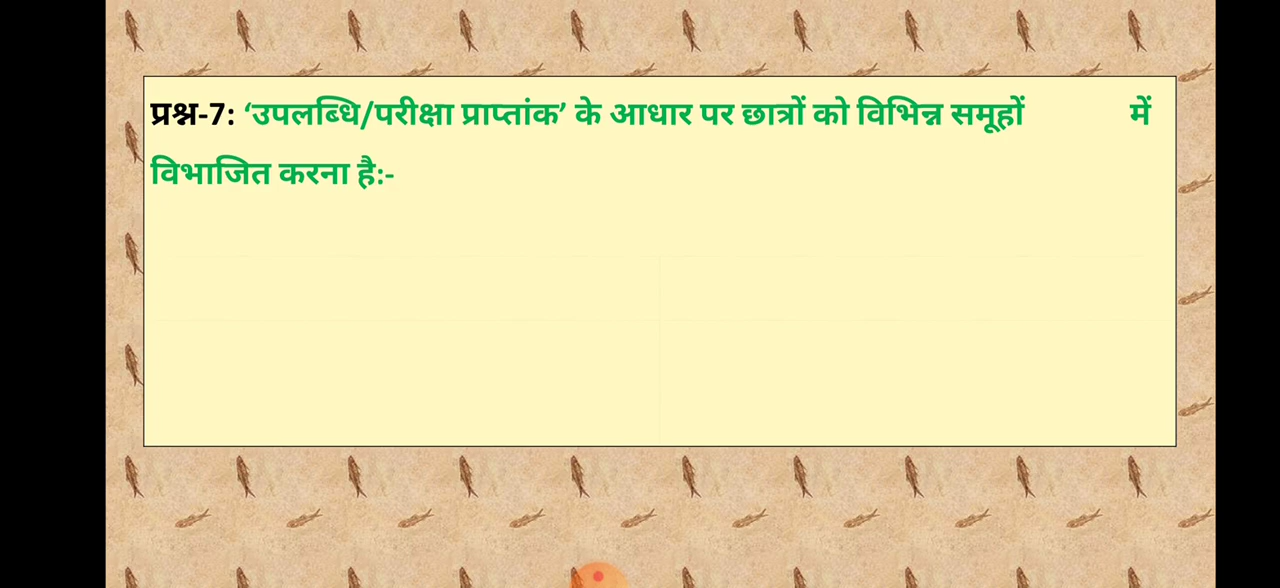 प्रश्न-7: ‘उपलब्धि/परीक्षा प्राप्तांक’ के आधार पर छात्रों को विभिन्न समूहों में
विभाजित करना है:-